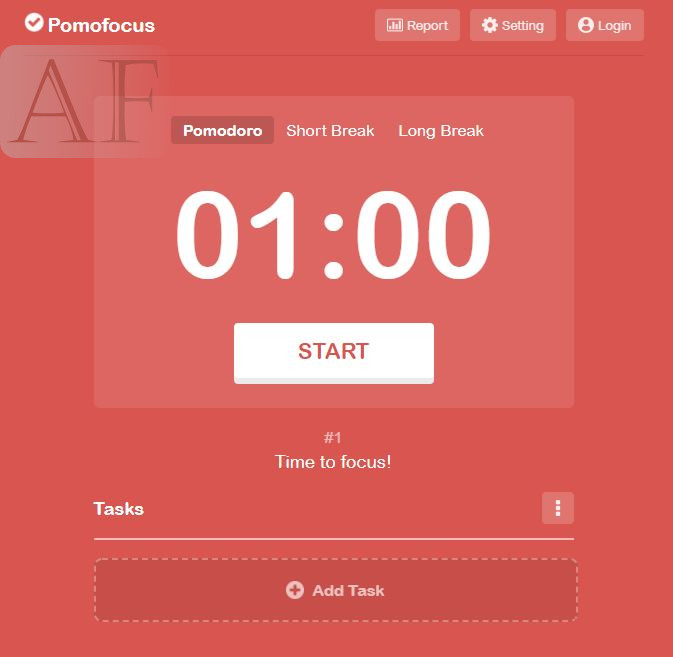 Pomofocus
Report
Setting
Login
AF
Pomodoro
Short Break
Long Break
01:00
START
#1
Time to focus!
Tasks
Add Task